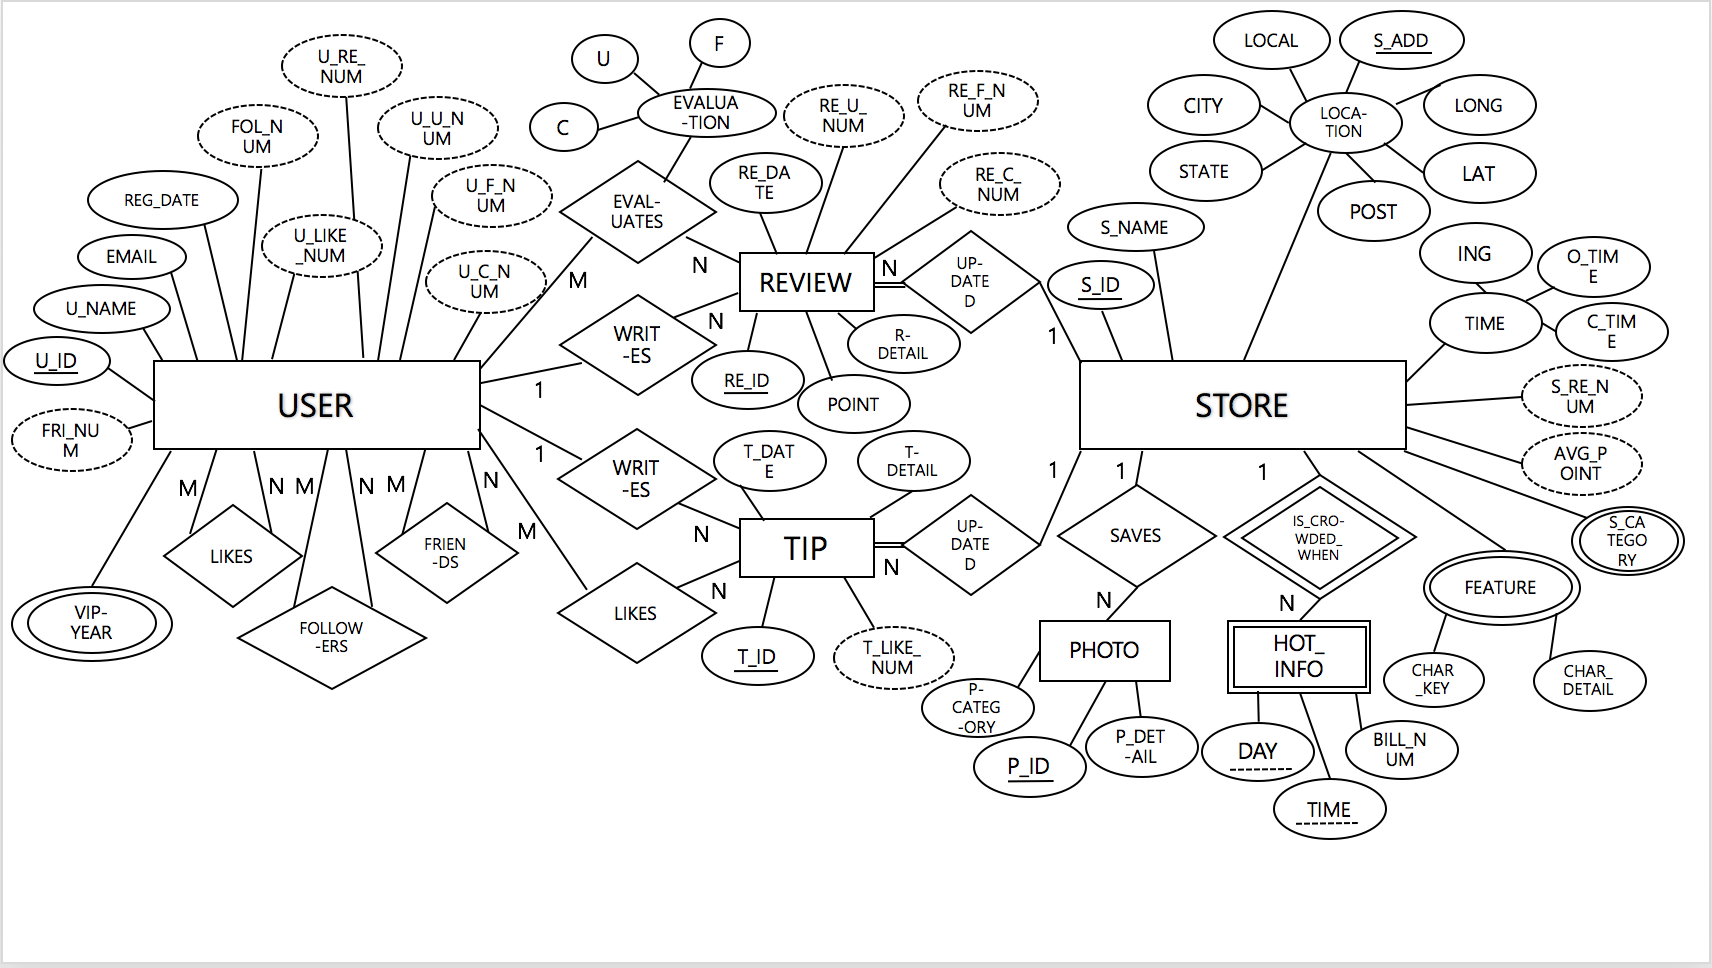 U_RE_
NUM
FOL_N
UM
U_U_N
UM
REG_DATE
U_F_N
UM
EMAIL
U_LIKE
_NUM
U_C_N
UM
U_NAME
U_ID
FRI_NU
M
USER
VIP-
YEAR
M
N
LIKES
M
N
FOLLOW
-ERS
M
N
FRIEN
-DS
U
F
C
EVALUA
-TION
EVAL-
UATES
M
N
WRIT
-ES
1
N
WRIT
-ES
1
N
LIKES
M
N
RE_U_
NUM
RE_F_N
UM
RE_DA
TE
RE_C_
NUM
REVIEW
R-
DETAIL
RE_ID
POINT
N
UP-
DATE
D
1
T_DAT
E
T-
DETAIL
TIP
T_ID
T_LIKE_
NUM
N
UP-
DATE
D
1
LOCAL
S_ADD
CITY
LOCA-
TION
LONG
STATE
LAT
POST
S_NAME
S_ID
ING
O_TIM
E
TIME
C_TIM
E
STORE
S_RE_N
UM
AVG_P
OINT
S_CA
TEGO
RY
FEATURE
CHAR
_KEY
CHAR_
DETAIL
1
SAVES
N
PHOTO
P-
CATEG
-ORY
P_ID
P_DET
-AIL
1
IS_CRO-
WDED_
WHEN
N
HOT_
INFO
DAY
TIME
BILL_N
UM